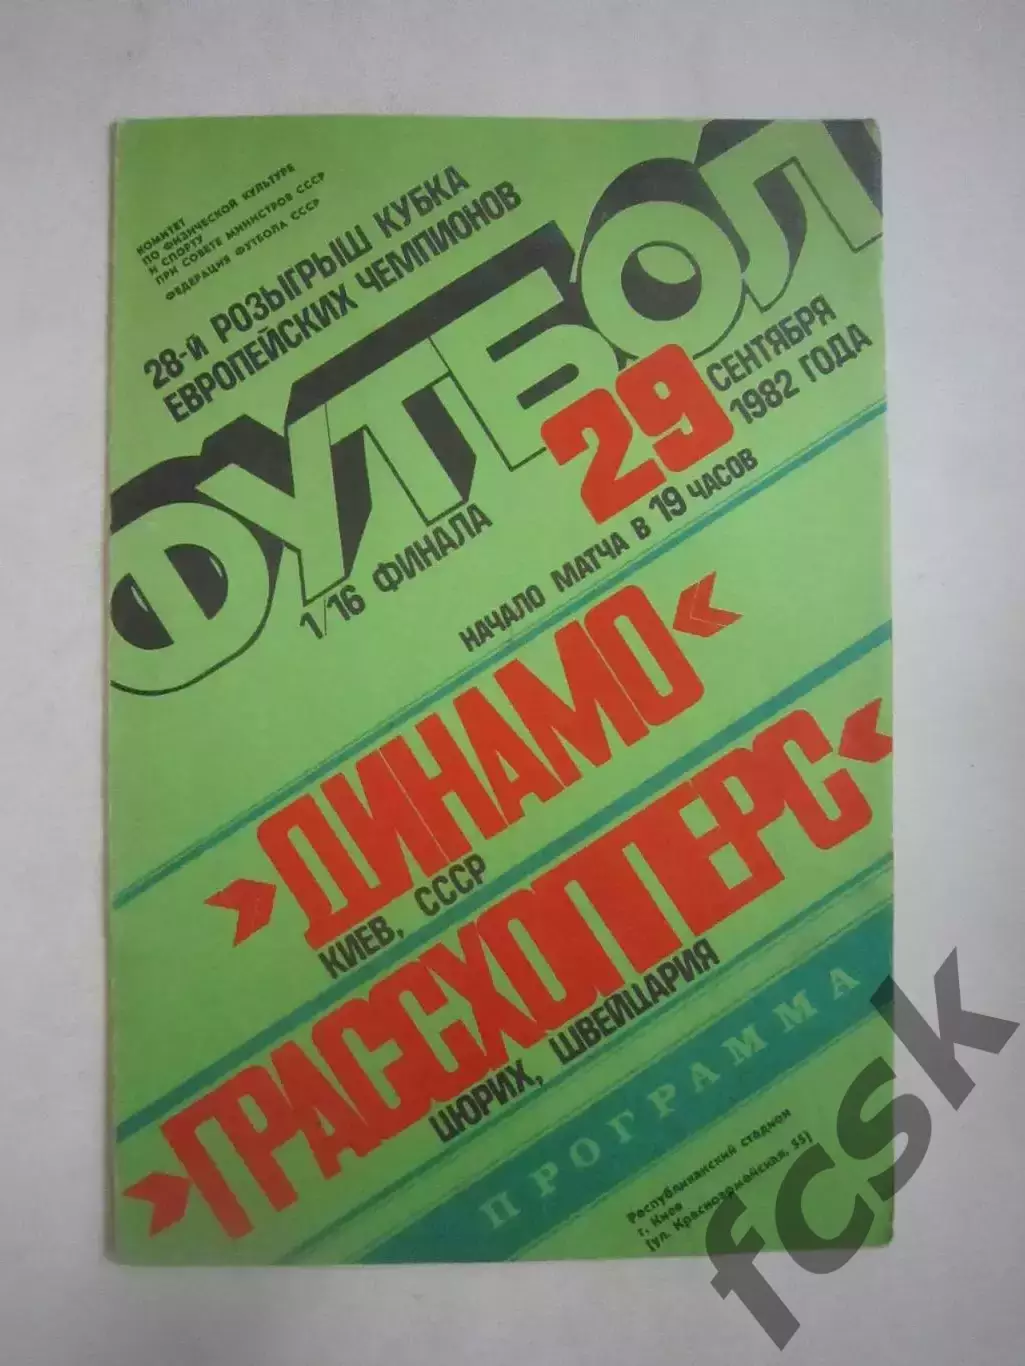 КОМИТЕТ
ПО ФИЗИЧЕСКОЙ КУЛЬТУРЕ
И СПОРТУ
ПРИ СОВЕТЕ МИНИСТРОВ СССР
ФЕДЕРАЦИЯ ФУТБОЛА СССР
28-й РОЗЫГРЫШ КУБКА
ЕВРОПЕЙСКИХ ЧЕМПИОНОВ
ФУТБОЛ
29
СЕНТЯБРЯ
1982 ГОДА
1/16 ФИНАЛА
НАЧАЛО МАТЧА В 19 ЧАСОВ
»ДИНАМО«
КИЕВ, СССР
»ГРАССХОПЕРС«
ЦЮРИХ, ШВЕЙЦАРИЯ
ПРОГРАММА
Республиканский стадион
г. Киев
(ул. Красноармейская, 55)
fcsk